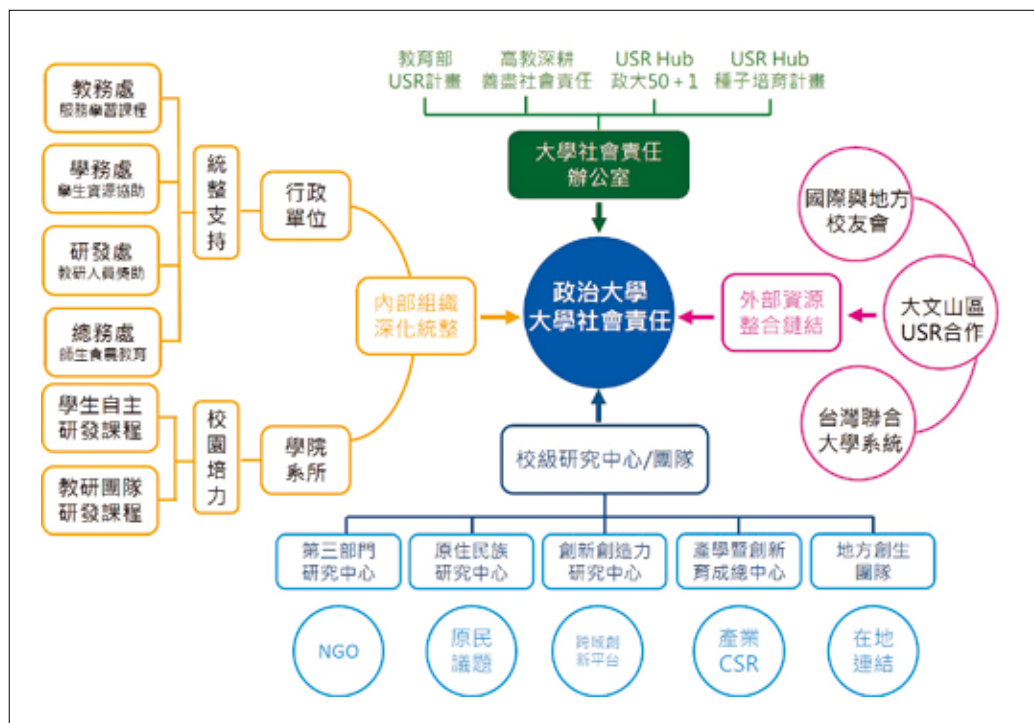 教育部
USR計畫
高教深耕
善盡社會責任
USR Hub
政大50+1
USR Hub
種子培育計畫
大學社會責任
辦公室
教務處
服務學習課程
學務處
學生資源協助
研發處
教研人員獎助
總務處
師生食農教育
統整支持
行政
單位
學生自主
研發課程
教研團隊
研發課程
校園培力
學院
系所
內部組織
深化統整
政治大學
大學社會責任
外部資源
整合鏈結
國際與地方
校友會
大文山區
USR合作
台灣聯合
大學系統
校級研究中心/團隊
第三部門
研究中心
原住民族
研究中心
創新創造力
研究中心
產學暨創新
育成總中心
地方創生
團隊
NGO
原民
議題
跨域創
新平台
產業
CSR
在地
連結